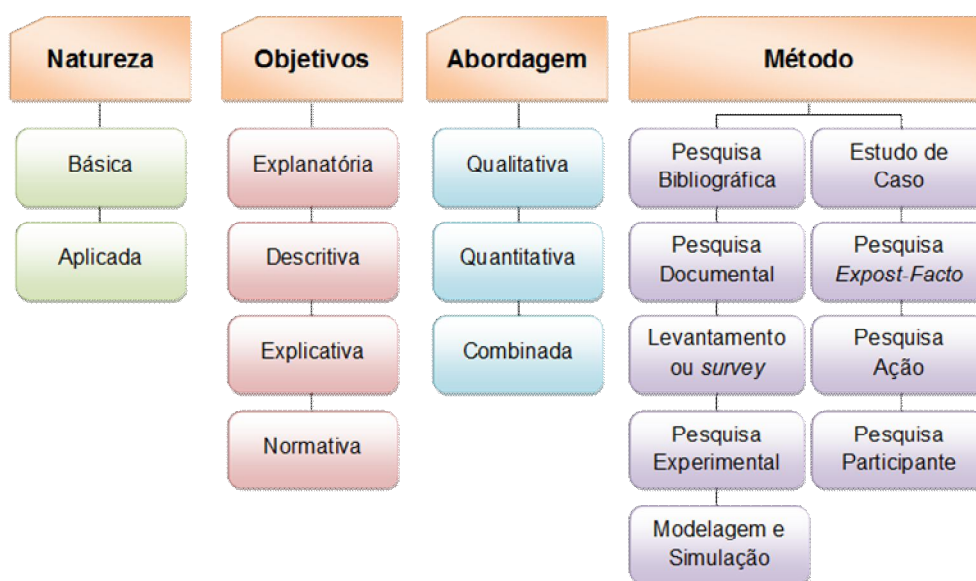 Natureza
Básica
Aplicada
Objetivos
Explanatória
Descritiva
Explicativa
Normativa
Abordagem
Qualitativa
Quantitativa
Combinada
Método
Pesquisa
Bibliográfica
Pesquisa
Documental
Levantamento
ou survey
Pesquisa
Experimental
Modelagem e
Simulação
Estudo de
Caso
Pesquisa
Expost-Facto
Pesquisa
Ação
Pesquisa
Participante